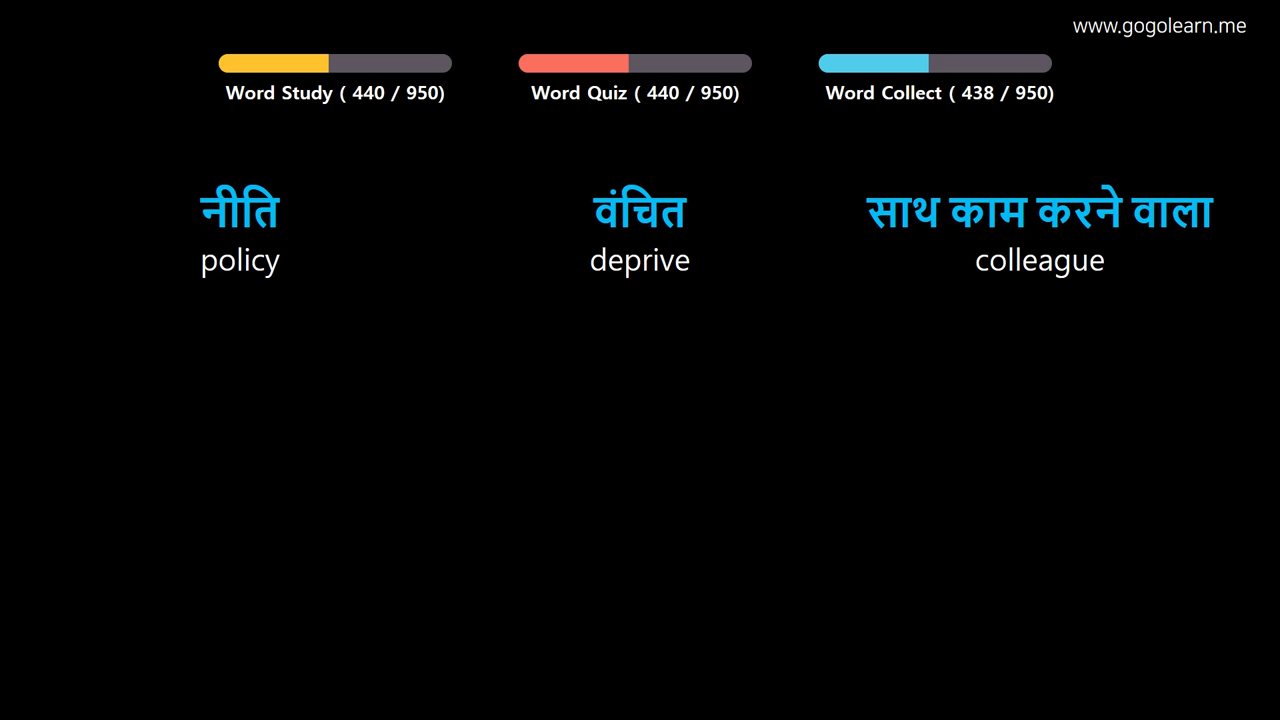 www.gogolearn.me
Word Study ( 440 / 950)
Word Quiz ( 440 / 950)
Word Collect ( 438 / 950)
नीति
policy
वंचित
deprive
साथ काम करने वाला
colleague